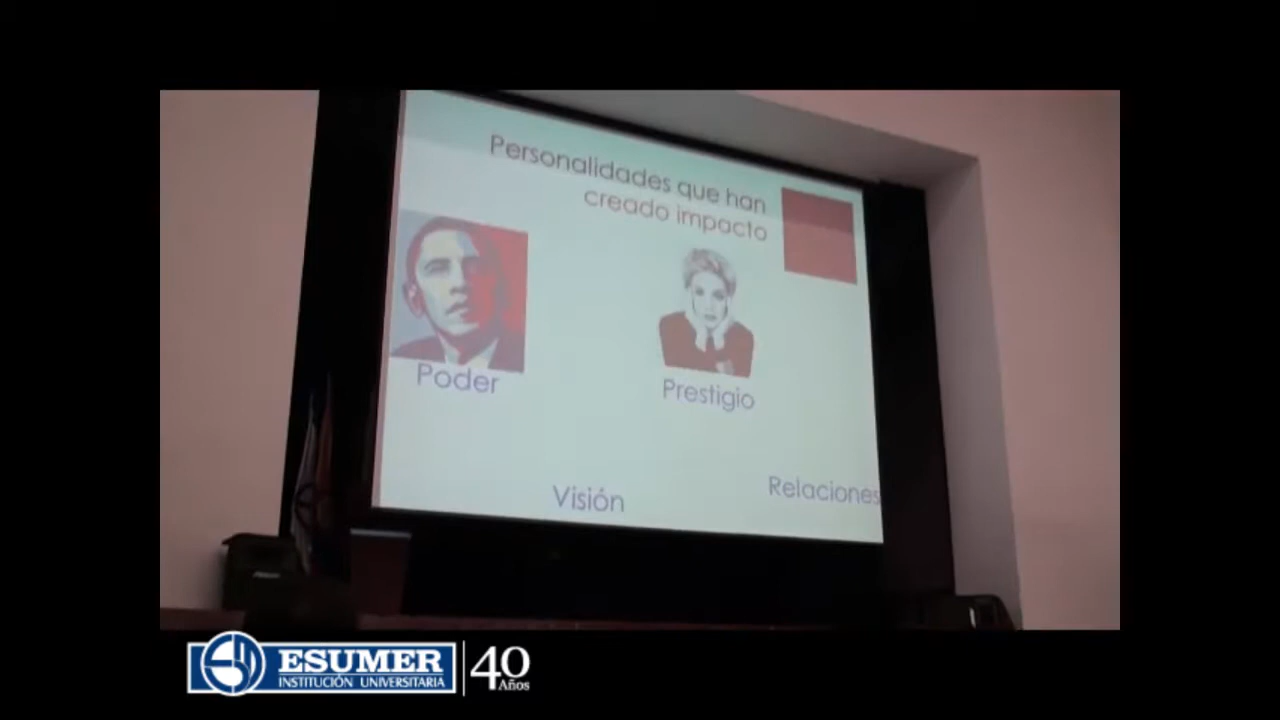 Personalidades que han
creado impacto
Poder
Prestigio
Visión
Relaciones
ESUMER
INSTITUCIÓN UNIVERSITARIA
40
Años